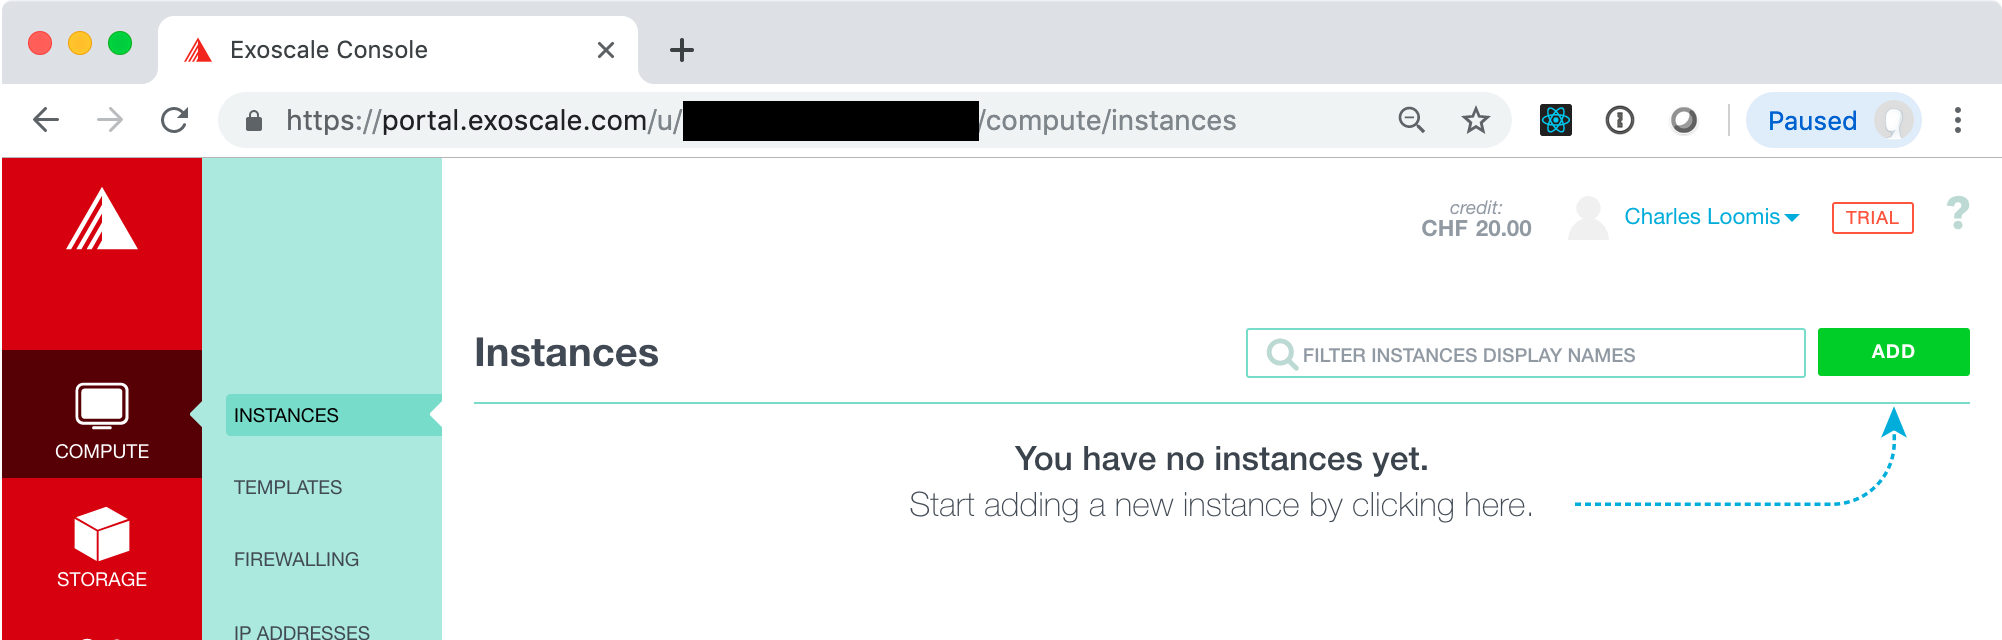 Exoscale Console
https://portal.exoscale.com/u/
/compute/instances
Paused
credit:
CHF 20.00
Charles Loomis
TRIAL
?
Instances
FILTER INSTANCES DISPLAY NAMES
ADD
COMPUTE
STORAGE
INSTANCES
TEMPLATES
FIREWALLING
IP ADDRESSES
You have no instances yet.
Start adding a new instance by clicking here.